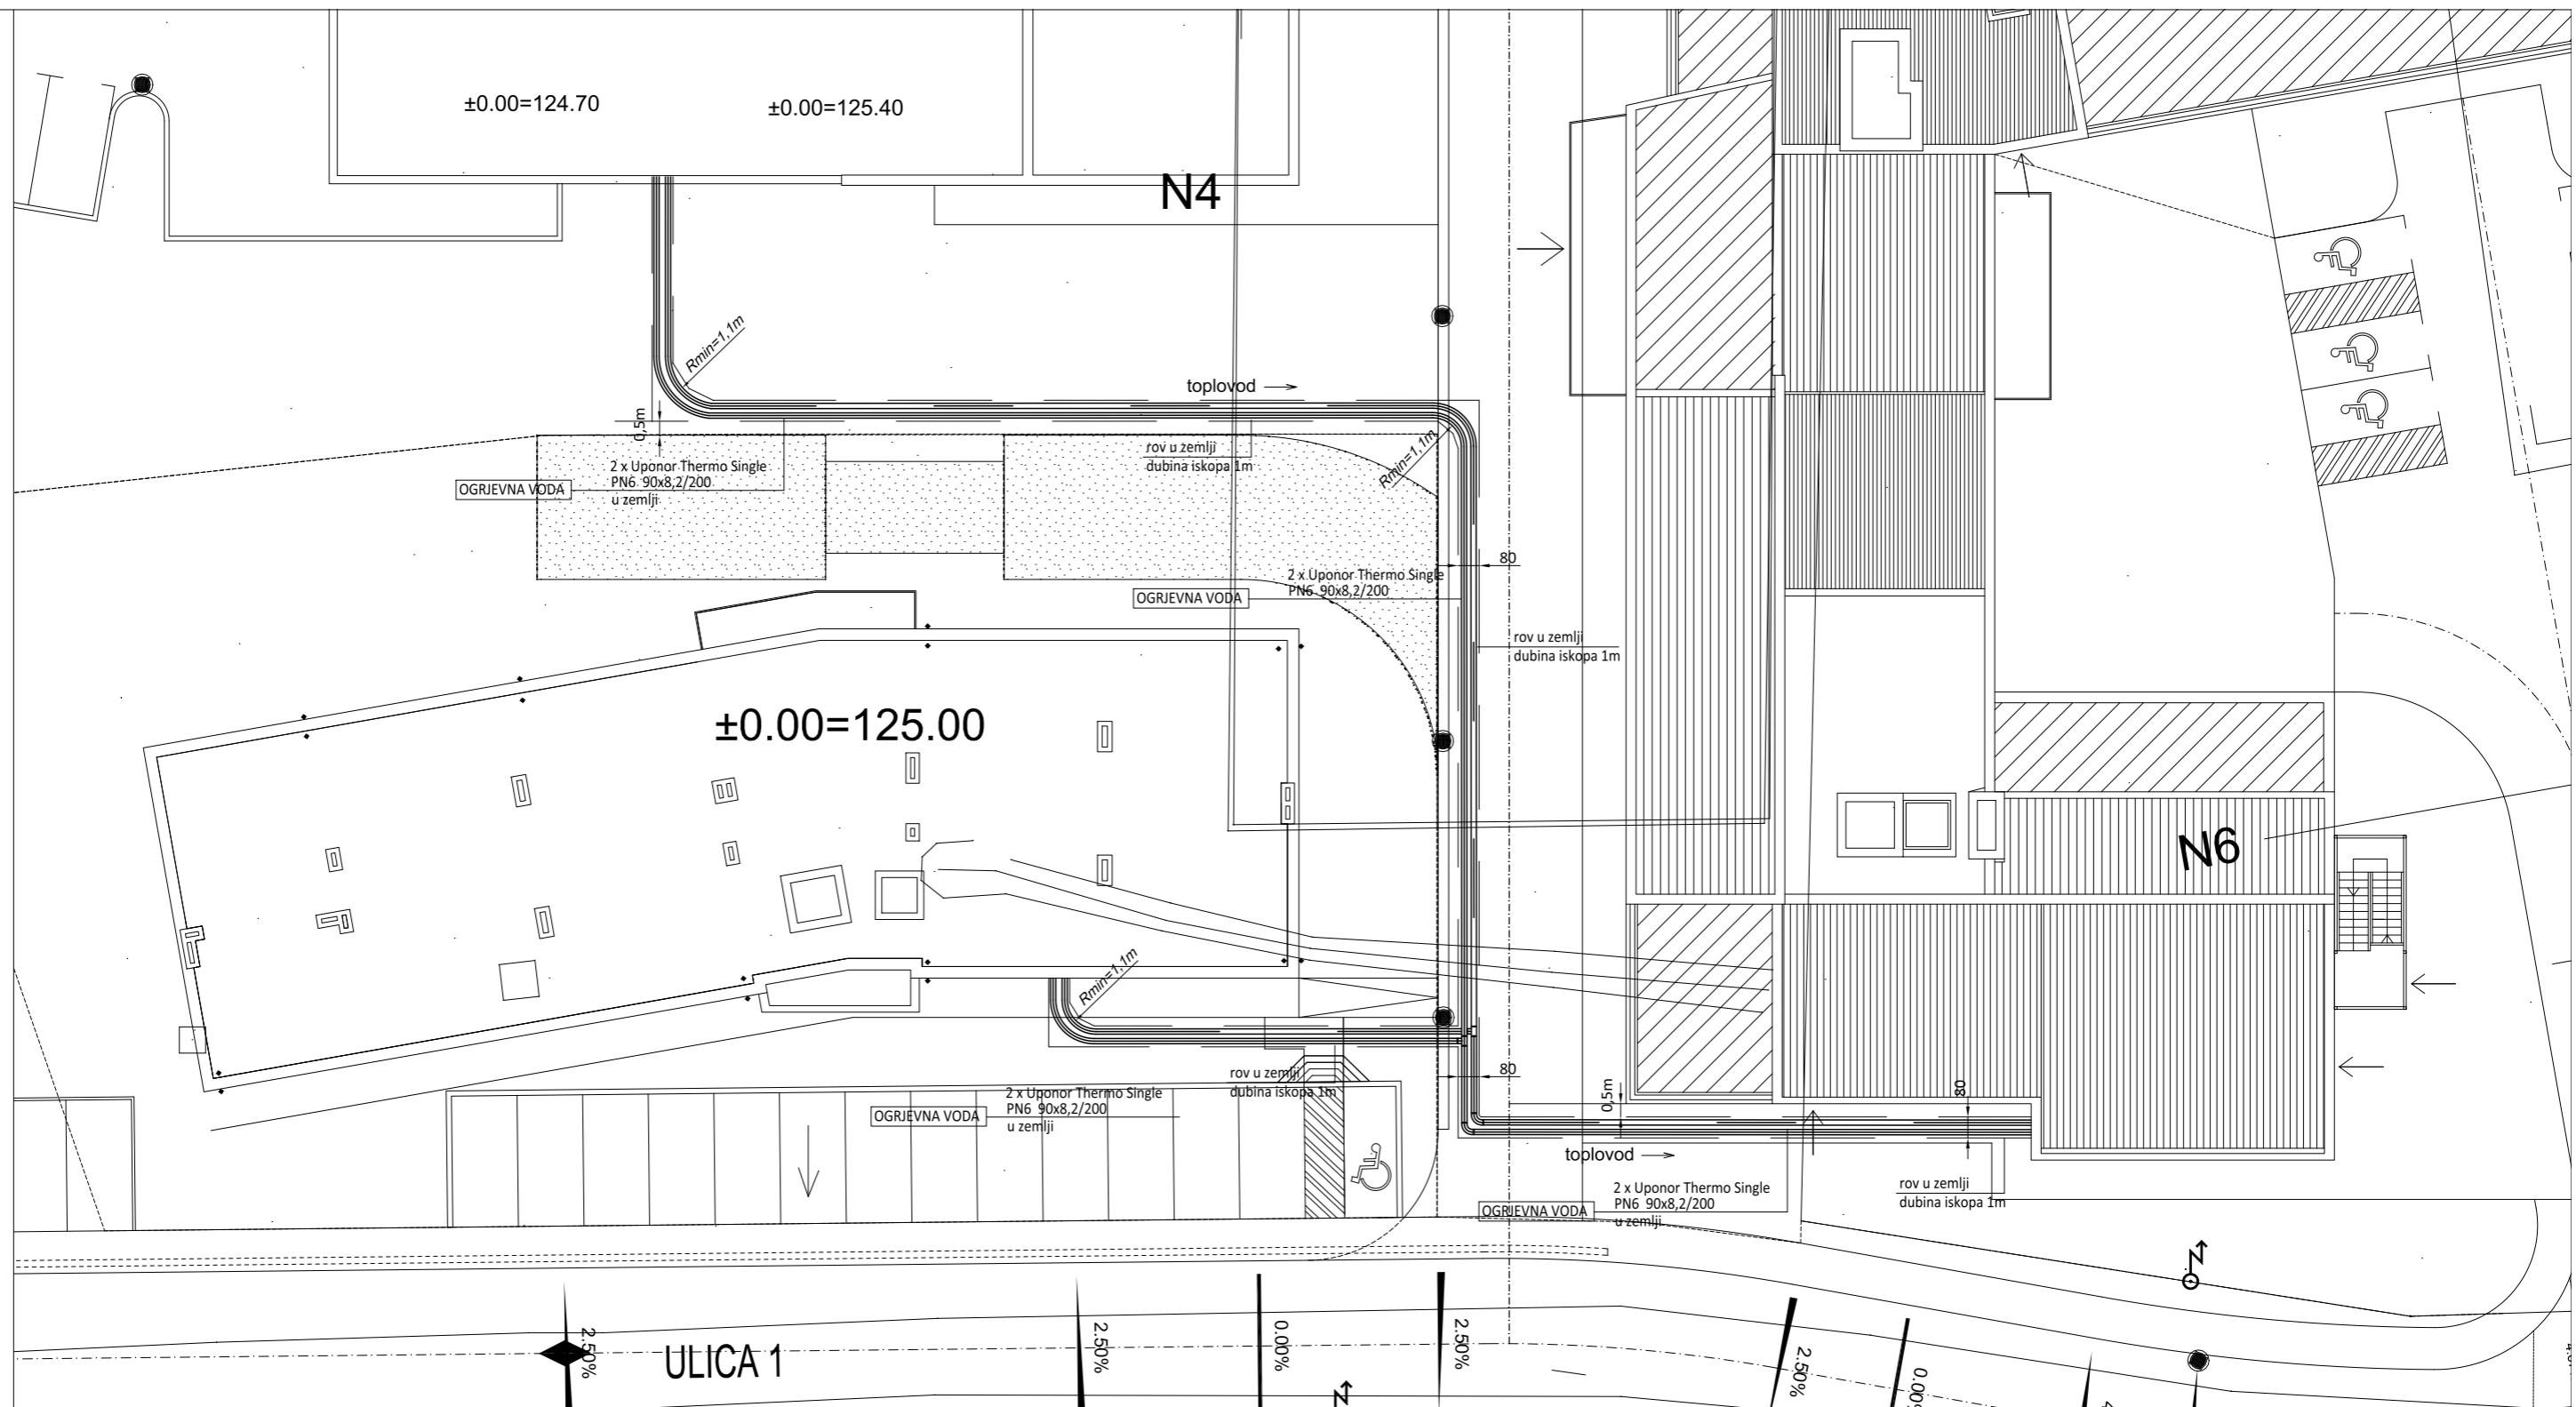 ±0.00=124.70
±0.00=125.40
N4
Rmin=1,1m
toplovod
0,5m
rov u zemlji
dubina iskopa 1m
Rmin=1,1m
2 x Uponor Thermo Single
PN6 90x8,2/200
u zemlji
OGRJEVNA VODA
80
2 x Uponor Thermo Single
PN6 90x8,2/200
OGRJEVNA VODA
rov u zemlji
dubina iskopa 1m
±0.00=125.00
N6
Rmin=1,1m
80
rov u zemlji
dubina iskopa 1m
2 x Uponor Thermo Single
PN6 90x8,2/200
u zemlji
OGRJEVNA VODA
0,5m
80
toplovod
2 x Uponor Thermo Single
PN6 90x8,2/200
u zemlji
OGRJEVNA VODA
rov u zemlji
dubina iskopa 1m
ULICA 1
2.50%
2.50%
0.00%
2.50%
2.50%